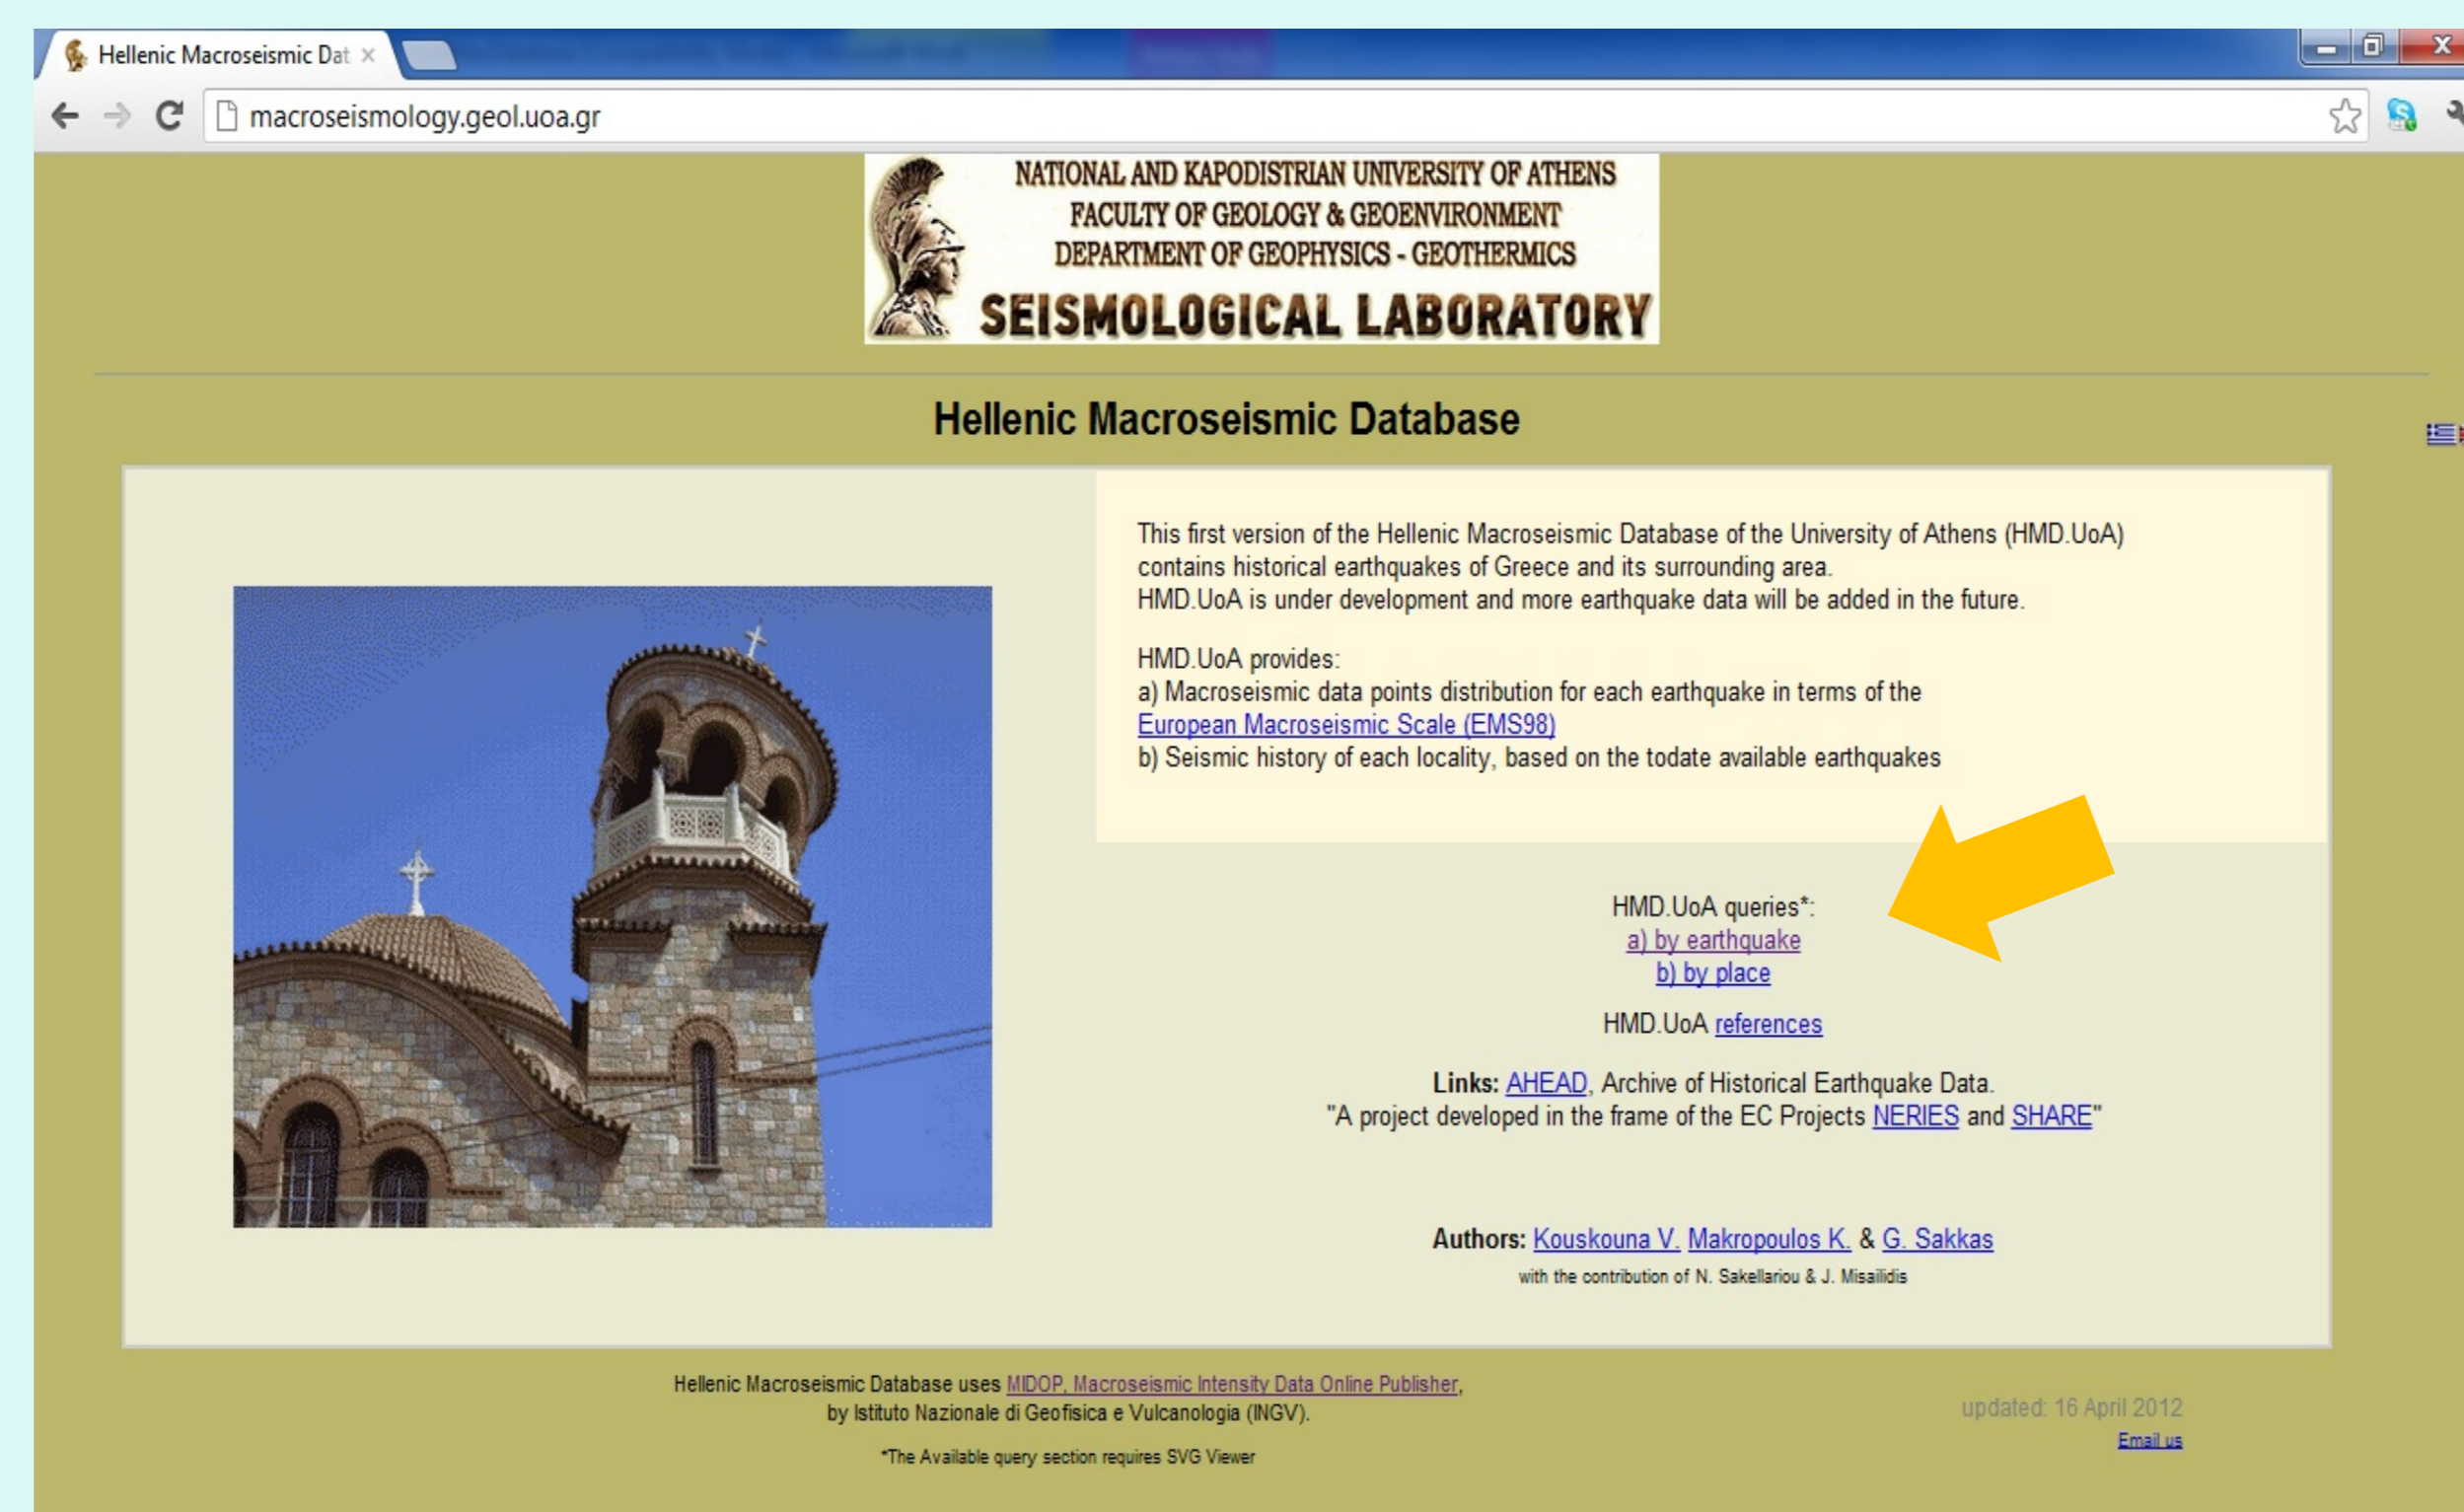 Hellenic Macroseismic Dat
macroseismology.geol.uoa.gr
NATIONAL AND KAPODISTRIAN UNIVERSITY OF ATHENS
FACULTY OF GEOLOGY & GEOENVIRONMENT
DEPARTMENT OF GEOPHYSICS - GEOTHERMICS
SEISMOLOGICAL LABORATORY
Hellenic Macroseismic Database
This first version of the Hellenic Macroseismic Database of the University of Athens (HMD.UoA)
contains historical earthquakes of Greece and its surrounding area.
HMD.UoA is under development and more earthquake data will be added in the future.
HMD.UoA provides:
a) Macroseismic data points distribution for each earthquake in terms of the
European Macroseismic Scale (EMS98)
b) Seismic history of each locality, based on the todate available earthquakes
HMD.UoA queries*:
a) by earthquake
b) by place
HMD.UoA references
Links: AHEAD, Archive of Historical Earthquake Data.
"A project developed in the frame of the EC Projects NERIES and SHARE"
Authors: Kouskouna V. Makropoulos K. & G. Sakkas
with the contribution of N. Sakellariou & J. Misailidis
Hellenic Macroseismic Database uses MIDOP, Macroseismic Intensity Data Online Publisher,
by Istituto Nazionale di Geofisica e Vulcanologia (INGV).
*The Available query section requires SVG Viewer
updated: 16 April 2012
Email us